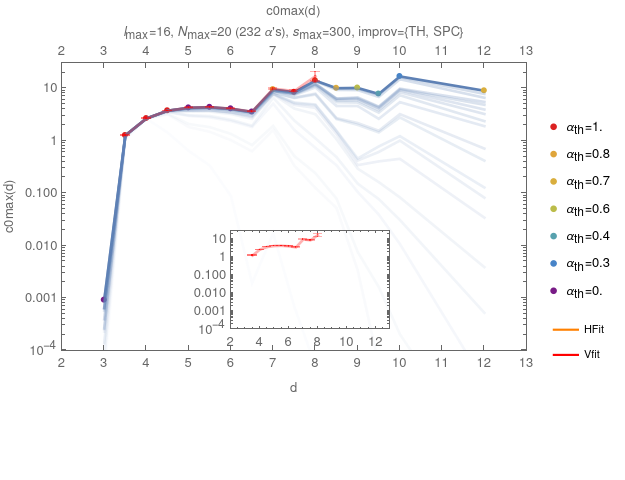 c0max(d)
lmax=16, Nmax=20 (232 α's), smax=300, improv={TH, SPC}
2 3 4 5 6 7 8 9 10 11 12 13
10
1
0.100
0.010
0.001
10⁻⁴
c0max(d)
2 3 4 5 6 7 8 9 10 11 12 13
d
10
1
0.100
0.010
0.001
10⁻⁴
2 4 6 8 10 12
αth=1.
αth=0.8
αth=0.7
αth=0.6
αth=0.4
αth=0.3
αth=0.
HFit
Vfit